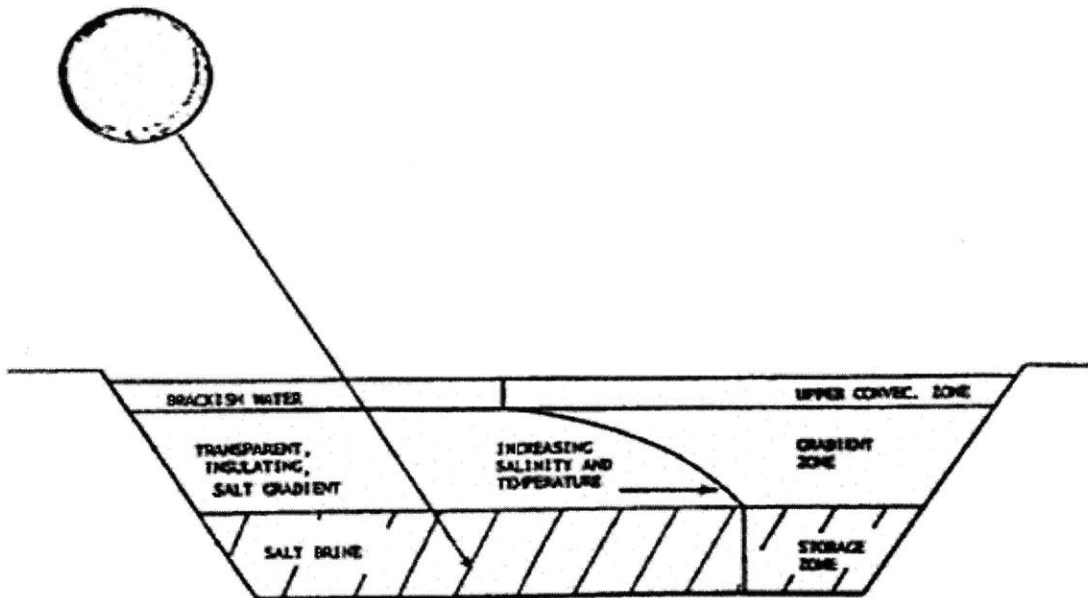 BRACKISH WATER
UPPER CONVEC. ZONE
TRANSPARENT,
INSULATING,
SALT GRADIENT
INCREASING
SALINITY AND
TEMPERATURE
GRADIENT
ZONE
SALT BRINE
STORAGE
ZONE